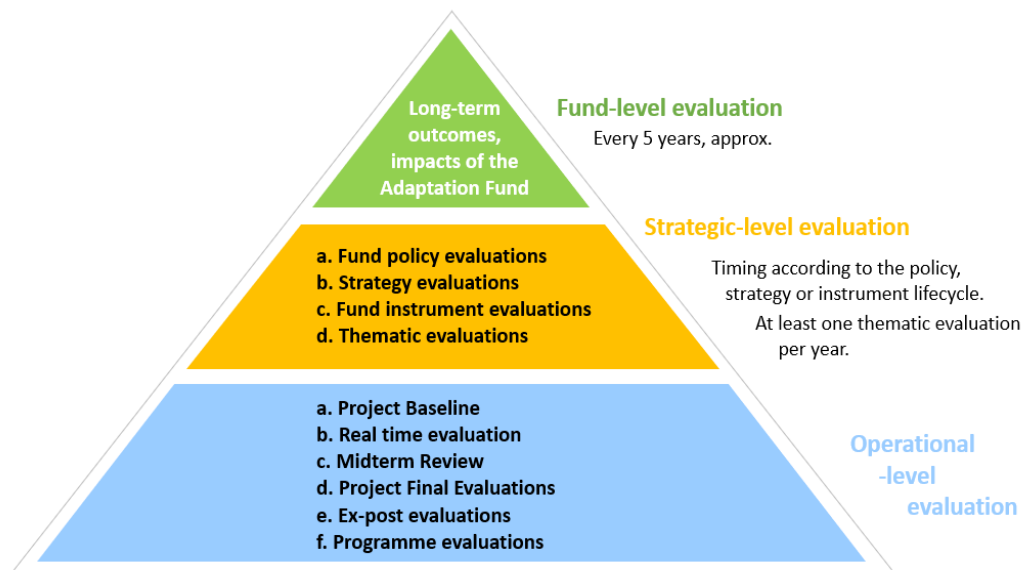 Long-term
outcomes,
impacts of the
Adaptation Fund
Fund-level evaluation
Every 5 years, approx.
Strategic-level evaluation
a. Fund policy evaluations
b. Strategy evaluations
c. Fund instrument evaluations
d. Thematic evaluations
Timing according to the policy,
strategy or instrument lifecycle.
At least one thematic evaluation
per year.
a. Project Baseline
b. Real time evaluation
c. Midterm Review
d. Project Final Evaluations
e. Ex-post evaluations
f. Programme evaluations
Operational
-level
evaluation